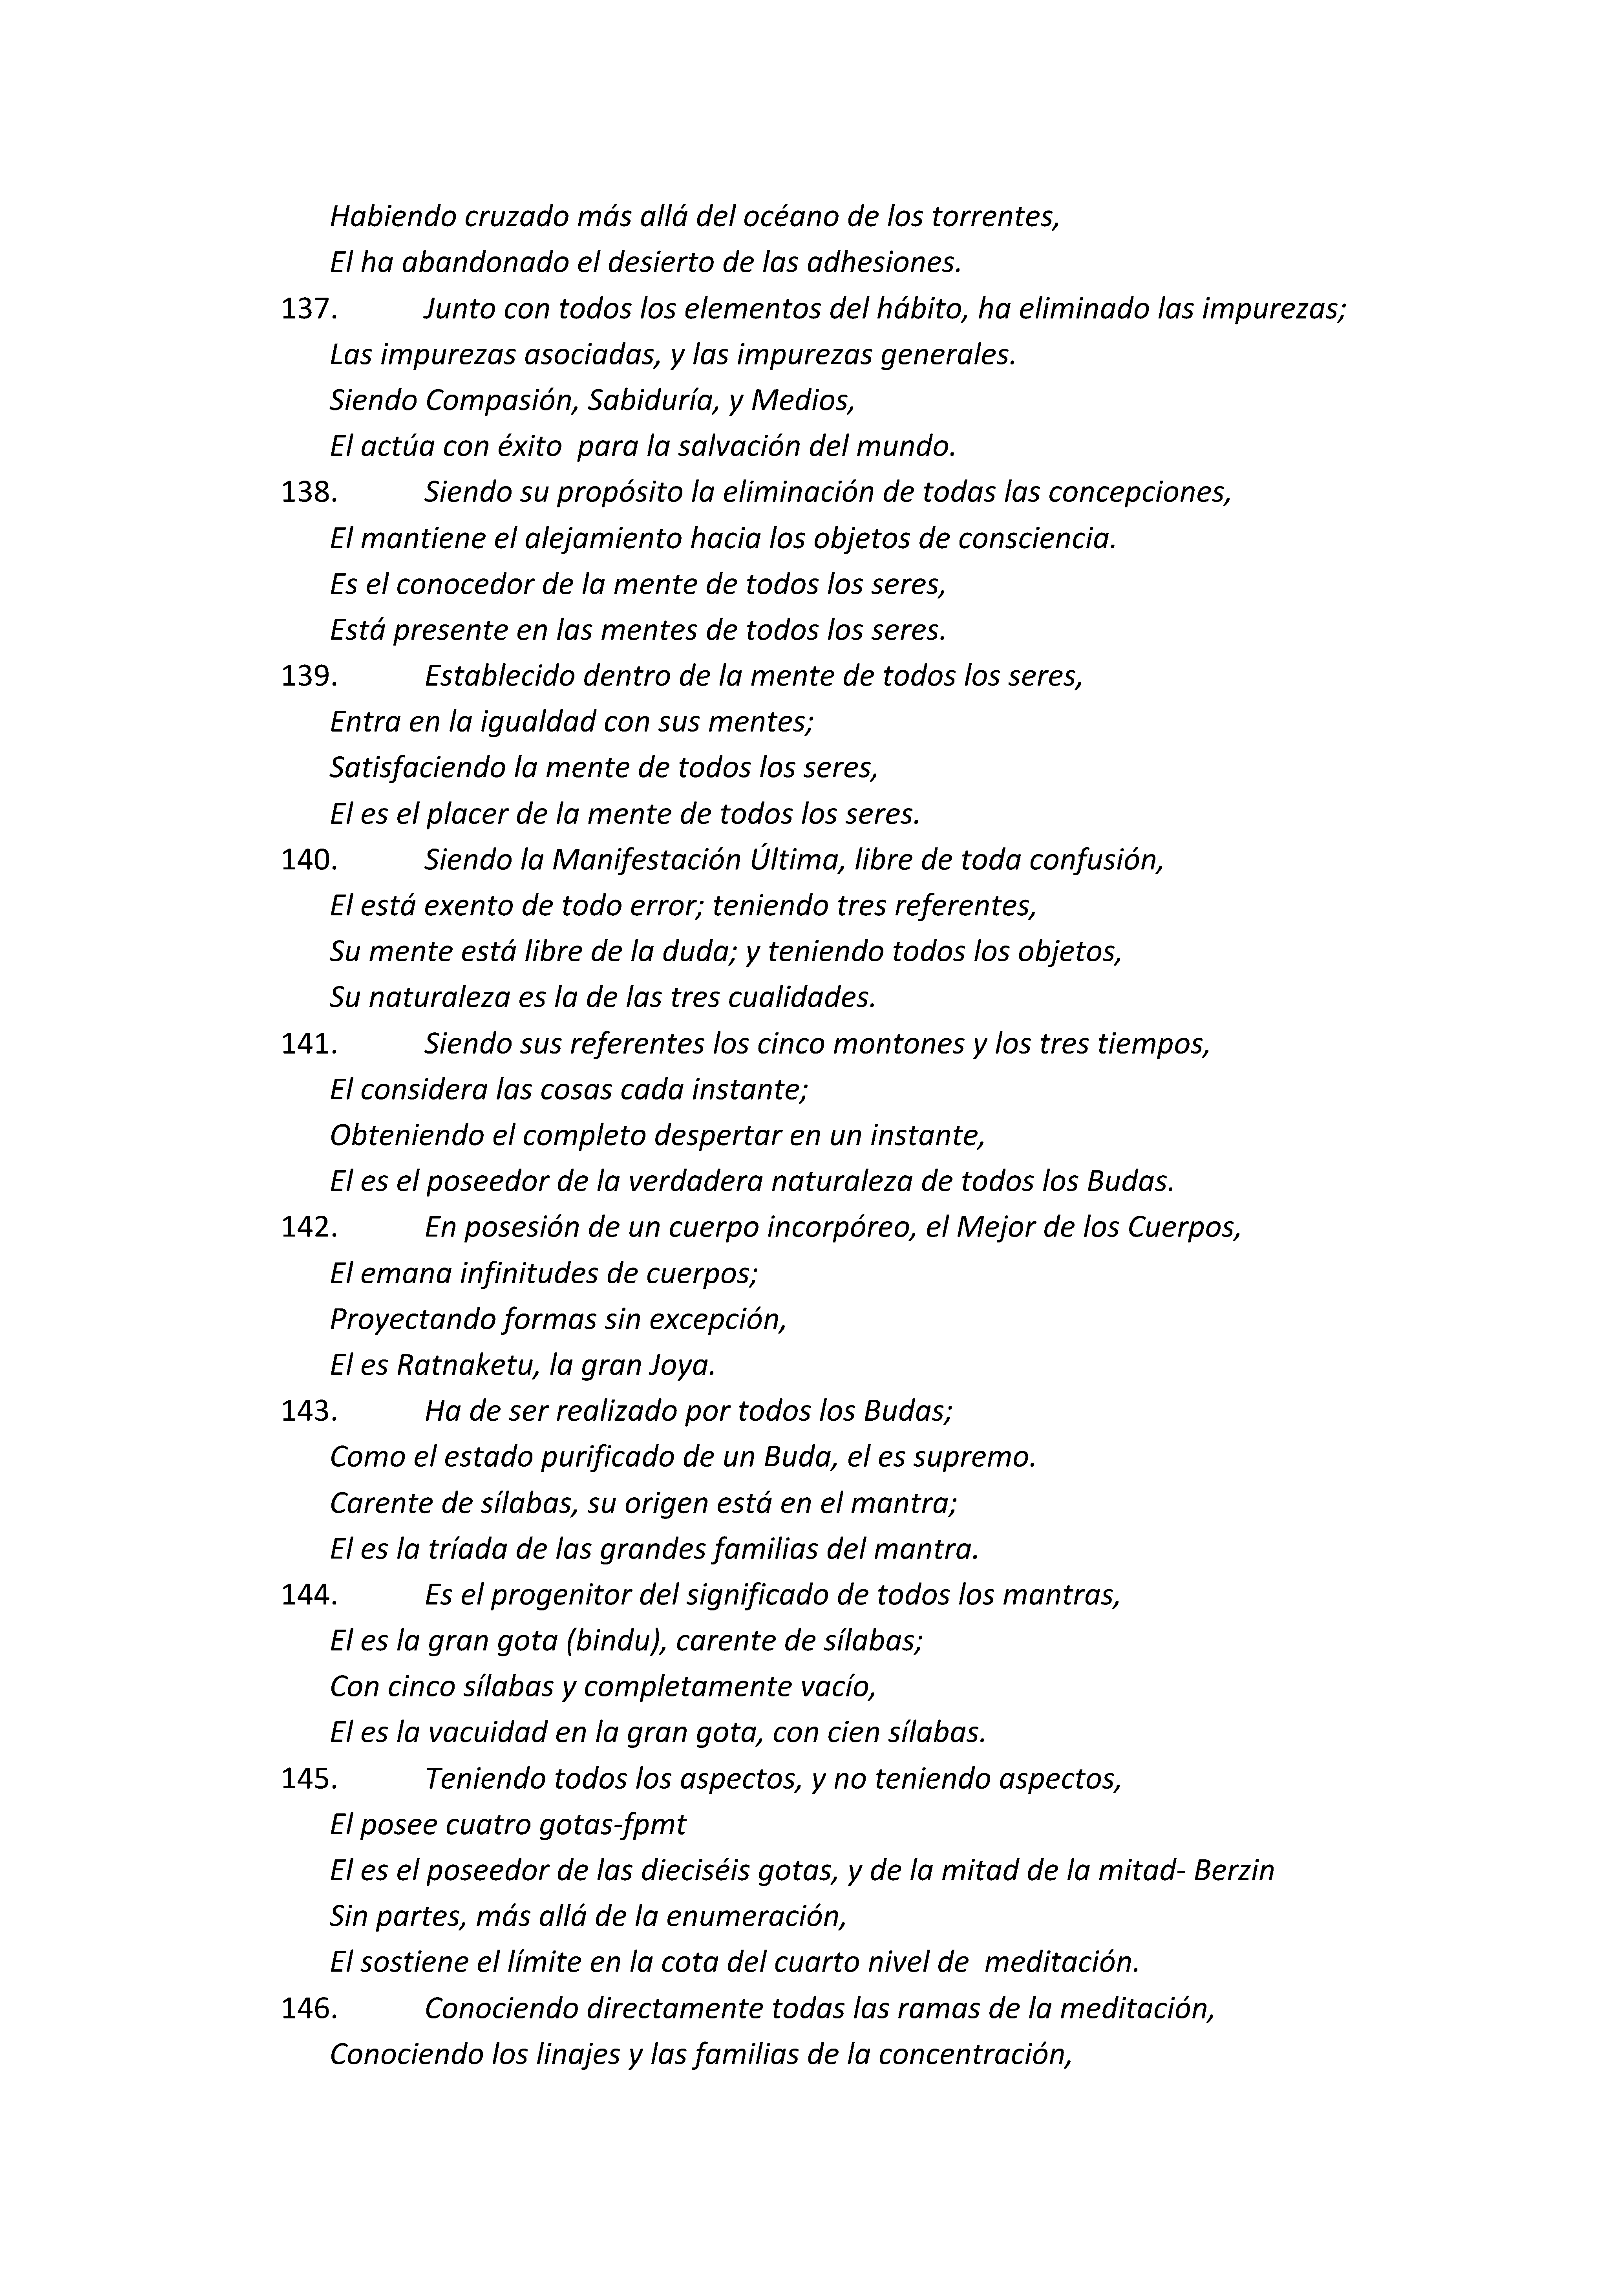 Habiendo cruzado más allá del océano de los torrentes,
El ha abandonado el desierto de las adhesiones.
137. Junto con todos los elementos del hábito, ha eliminado las impurezas;
Las impurezas asociadas, y las impurezas generales.
Siendo Compasión, Sabiduría, y Medios,
El actúa con éxito  para la salvación del mundo.
138. Siendo su propósito la eliminación de todas las concepciones,
El mantiene el alejamiento hacia los objetos de consciencia.
Es el conocedor de la mente de todos los seres,
Está presente en las mentes de todos los seres.
139. Establecido dentro de la mente de todos los seres,
Entra en la igualdad con sus mentes;
Satisfaciendo la mente de todos los seres,
El es el placer de la mente de todos los seres.
140. Siendo la Manifestación Última, libre de toda confusión,
El está exento de todo error; teniendo tres referentes,
Su mente está libre de la duda; y teniendo todos los objetos,
Su naturaleza es la de las tres cualidades.
141. Siendo sus referentes los cinco montones y los tres tiempos,
El considera las cosas cada instante;
Obteniendo el completo despertar en un instante,
El es el poseedor de la verdadera naturaleza de todos los Budas.
142. En posesión de un cuerpo incorpóreo, el Mejor de los Cuerpos,
El emana infinitudes de cuerpos;
Proyectando formas sin excepción,
El es Ratnaketu, la gran Joya.
143. Ha de ser realizado por todos los Budas;
Como el estado purificado de un Buda, el es supremo.
Carente de sílabas, su origen está en el mantra;
El es la tríada de las grandes familias del mantra.
144. Es el progenitor del significado de todos los mantras,
El es la gran gota (bindu), carente de sílabas;
Con cinco sílabas y completamente vacío,
El es la vacuidad en la gran gota, con cien sílabas.
145. Teniendo todos los aspectos, y no teniendo aspectos,
El posee cuatro gotas-fpmt
El es el poseedor de las dieciséis gotas, y de la mitad de la mitad- Berzin
Sin partes, más allá de la enumeración,
El sostiene el límite en la cota del cuarto nivel de  meditación.
146. Conociendo directamente todas las ramas de la meditación,
Conociendo los linajes y las familias de la concentración,